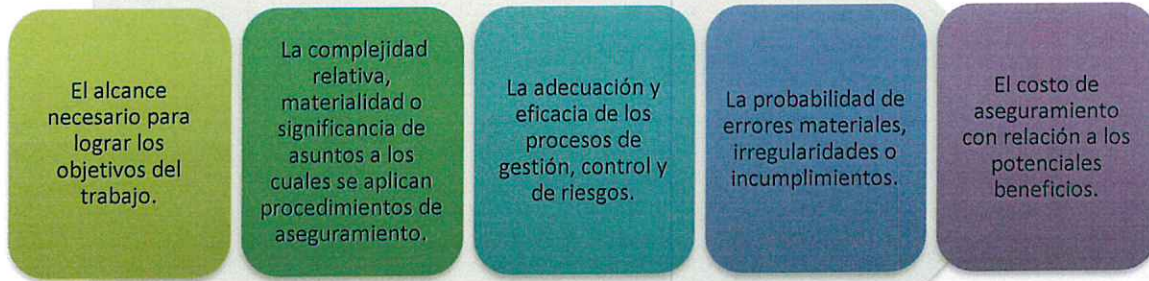 El alcance
necesario para
lograr los
objetivos del
trabajo.
La complejidad
relativa,
materialidad o
significancia de
asuntos a los
cuales se aplican
procedimientos de
aseguramiento.
La adecuación y
eficacia de los
procesos de
gestión, control y
de riesgos.
La probabilidad de
errores materiales,
irregularidades o
incumplimientos.
El costo de
aseguramiento
con relación a los
potenciales
beneficios.